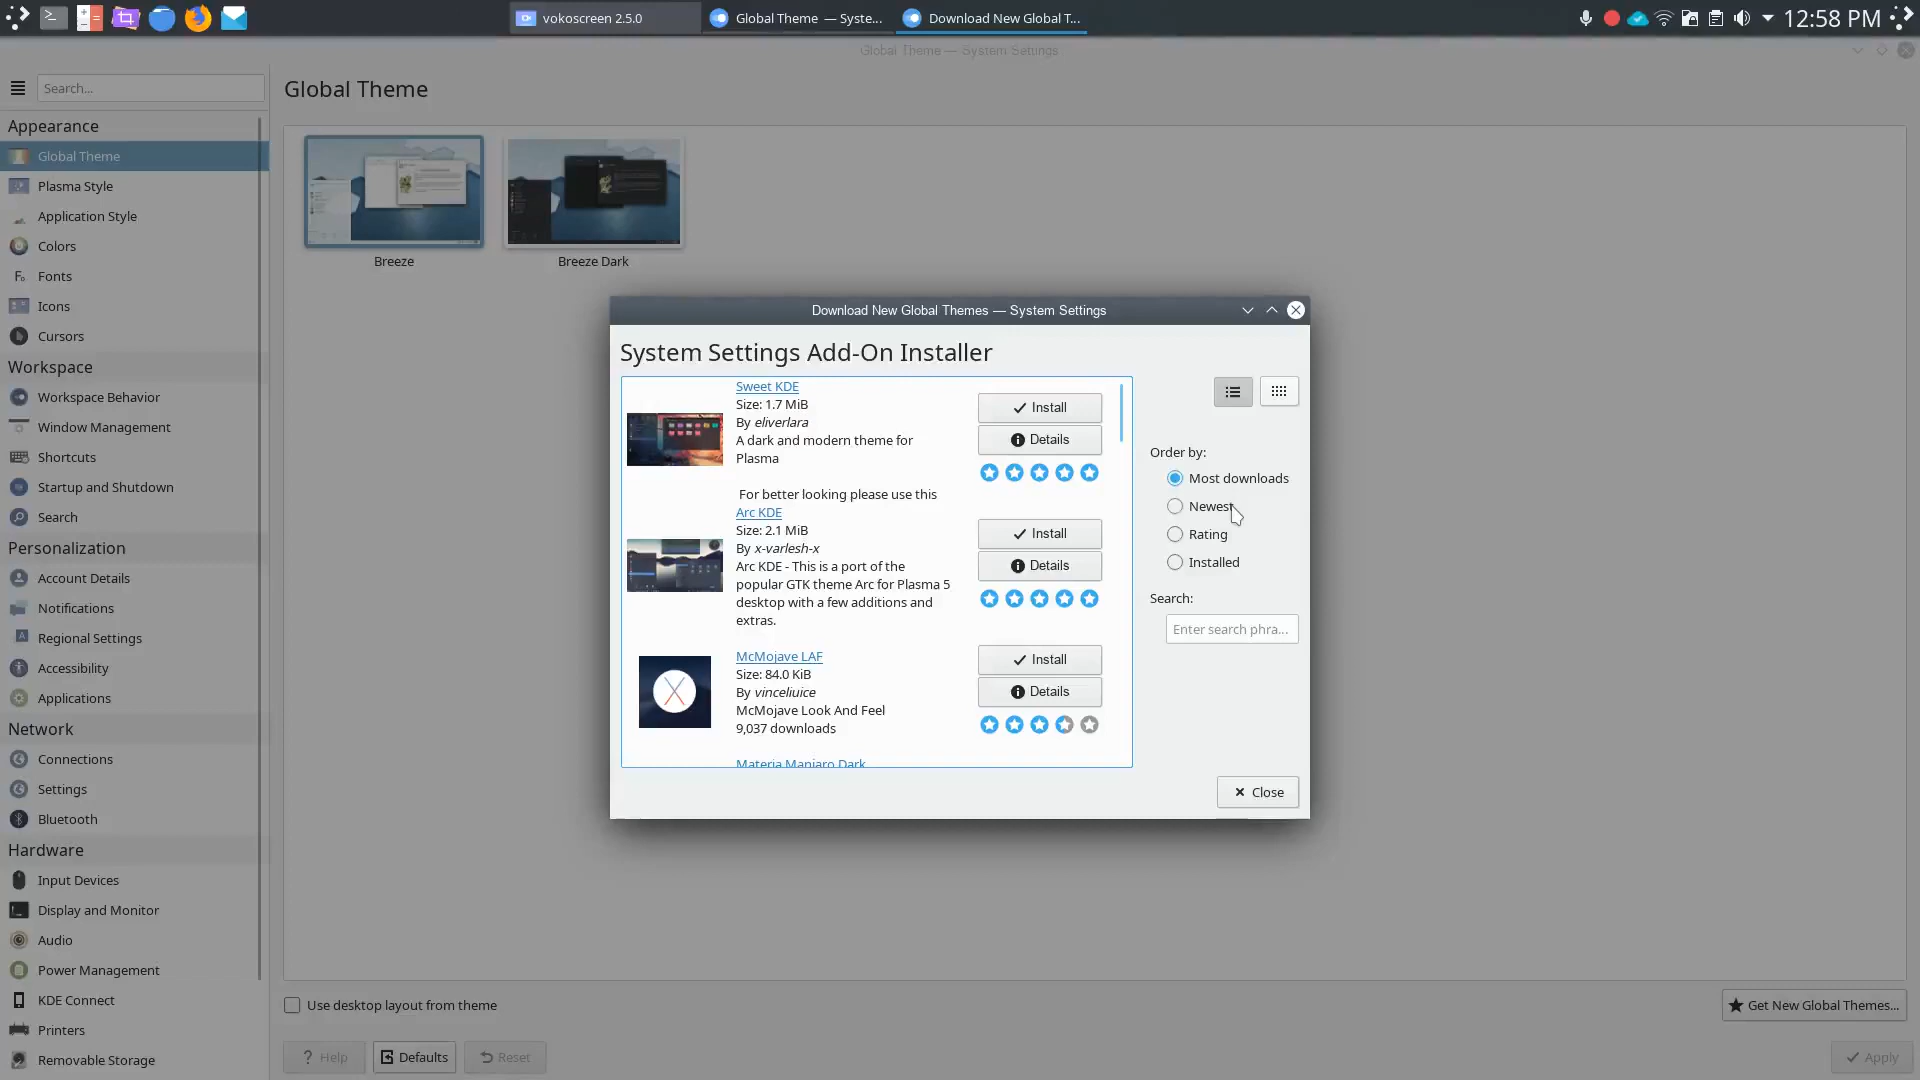 vokoscreen 2.5.0
Global Theme — Syste...
Download New Global T...
12:58 PM
Global Theme — System Settings
Search...
Global Theme
Appearance
Global Theme
Plasma Style
Application Style
Colors
Fonts
Icons
Cursors
Workspace
Workspace Behavior
Window Management
Shortcuts
Startup and Shutdown
Search
Personalization
Account Details
Notifications
Regional Settings
Accessibility
Applications
Network
Connections
Settings
Bluetooth
Hardware
Input Devices
Display and Monitor
Audio
Power Management
KDE Connect
Printers
Removable Storage
Breeze
Breeze Dark
Download New Global Themes — System Settings
System Settings Add-On Installer
Sweet KDE
Size: 1.7 MiB
By eliverlara
A dark and modern theme for
Plasma
For better looking please use this
Install
Details
Arc KDE
Size: 2.1 MiB
By x-varlesh-x
Arc KDE - This is a port of the
popular GTK theme Arc for Plasma 5
desktop with a few additions and
extras.
Install
Details
McMojave LAF
Size: 84.0 KiB
By vinceliuice
McMojave Look And Feel
9,037 downloads
Install
Details
Materia Manjaro Dark
Order by:
Most downloads
Newest
Rating
Installed
Search:
Enter search phra...
Close
Use desktop layout from theme
Get New Global Themes...
Help
Defaults
Reset
Apply